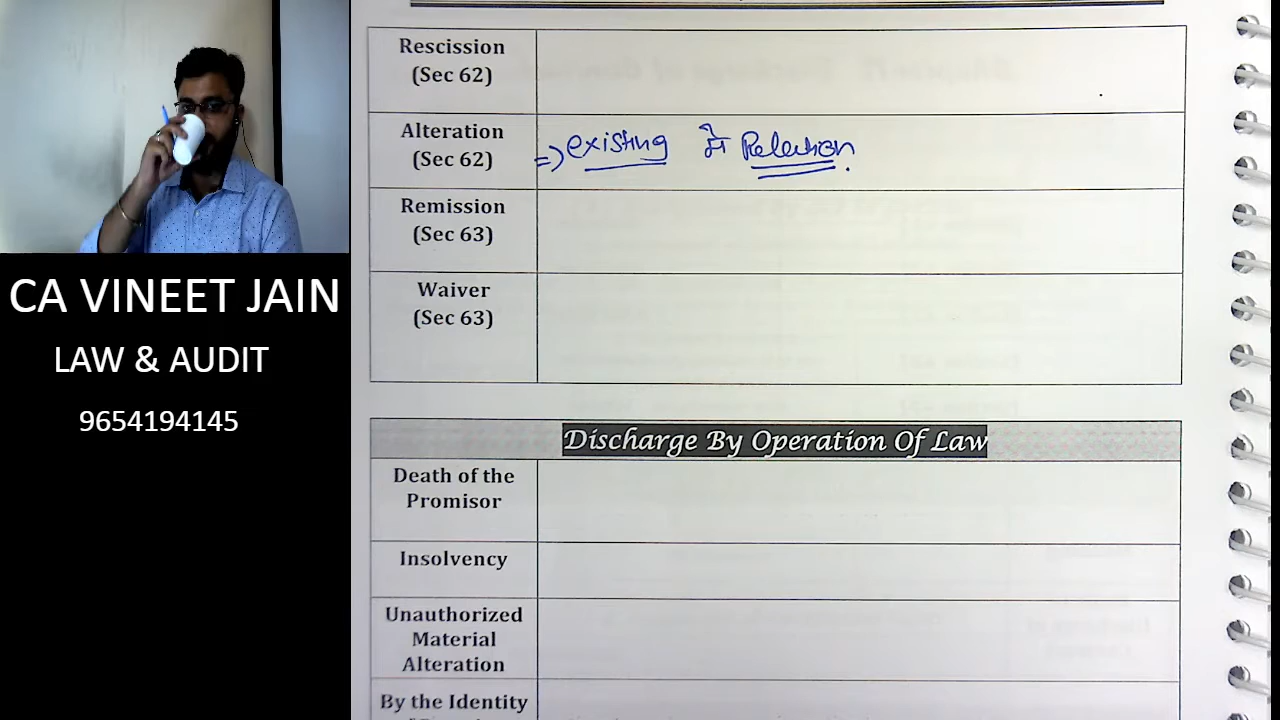 CA VINEET JAIN
LAW & AUDIT
9654194145
Rescission
(Sec 62)
Alteration
(Sec 62)
=> existing में
Remission
(Sec 63)
Waiver
(Sec 63)
Discharge By Operation Of Law
Death of the
Promisor
Insolvency
Unauthorized
Material
Alteration
By the Identity